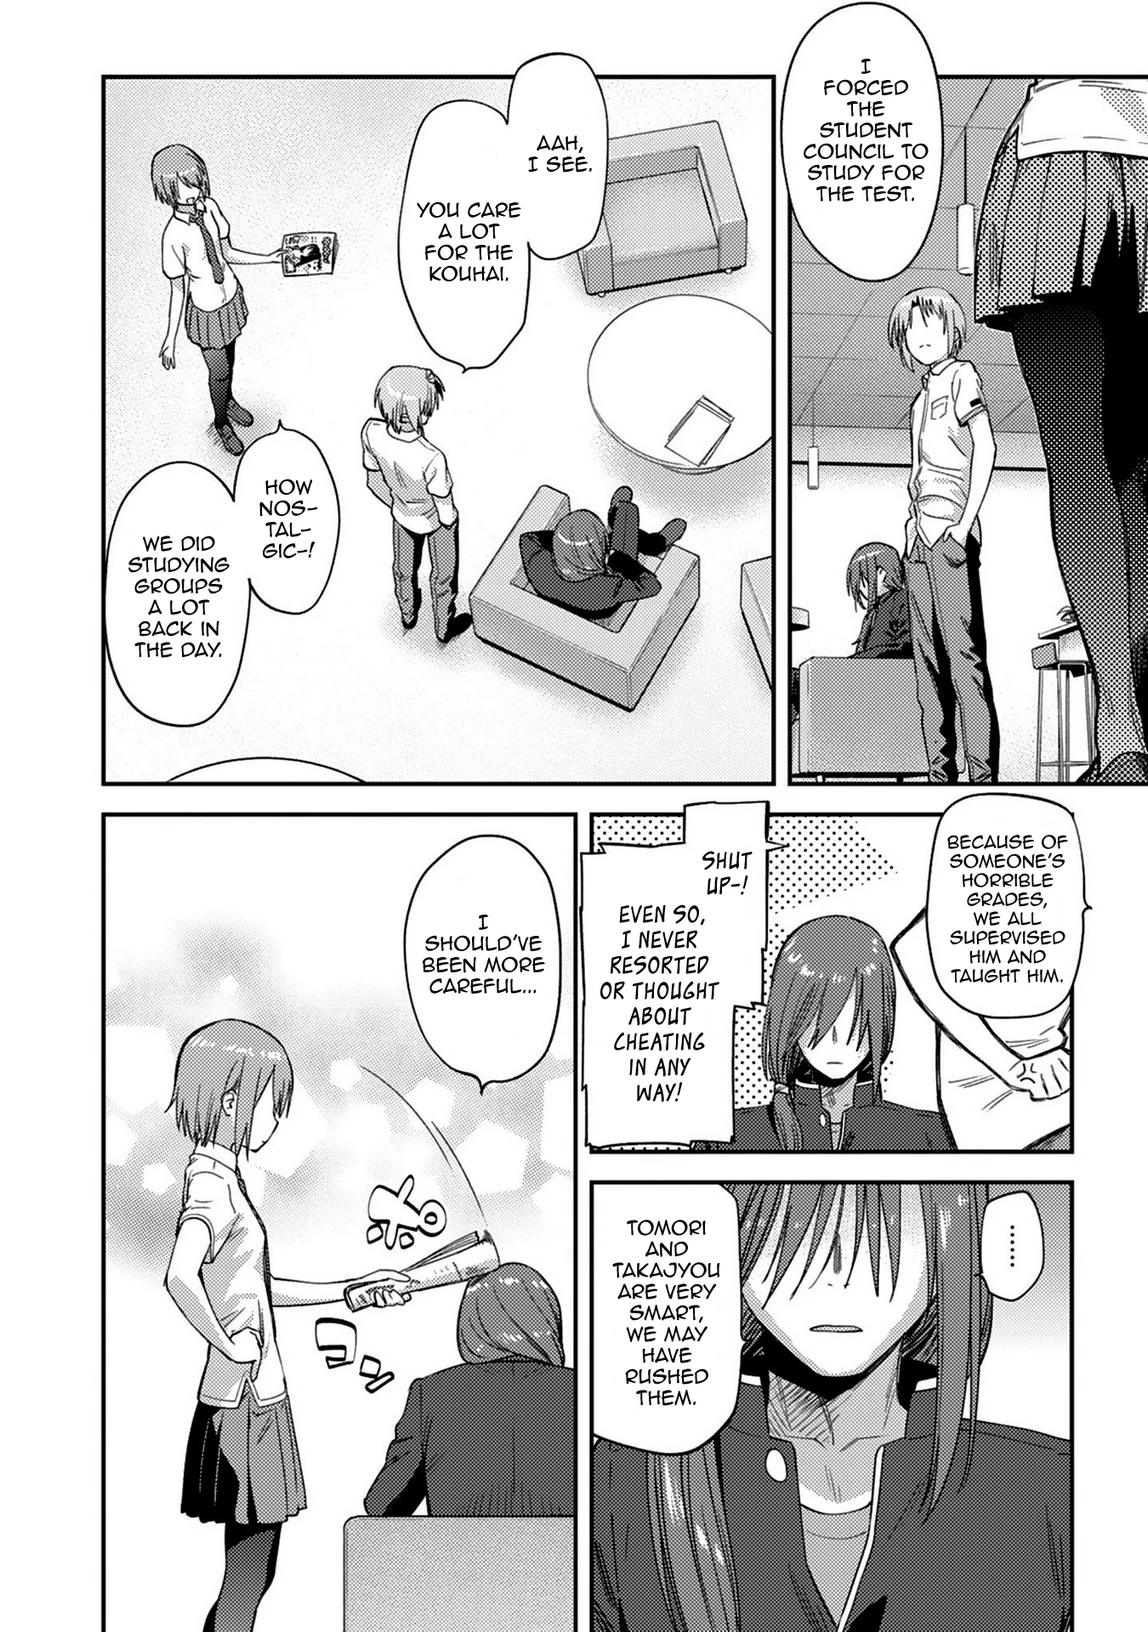 I
FORCED
THE
STUDENT
COUNCIL TO
STUDY FOR
THE TEST.
AAH,
I SEE.
YOU CARE
A LOT
FOR THE
KOUHAI.
HOW
NOS-
TAL-
GIC-!
WE DID
STUDYING
GROUPS
A LOT
BACK IN
THE DAY.
BECAUSE OF
SOMEONE'S
HORRIBLE
GRADES,
WE ALL
SUPERVISED
HIM AND
TAUGHT HIM.
SHUT
UP-!
EVEN SO,
I NEVER
RESORTED
OR THOUGHT
ABOUT
CHEATING
IN ANY
WAY!
......
TOMORI
AND
TAKAJYOU
ARE VERY
SMART,
WE MAY
HAVE
RUSHED
THEM.
I
SHOULD'VE
BEEN MORE
CAREFUL...
ポコッ